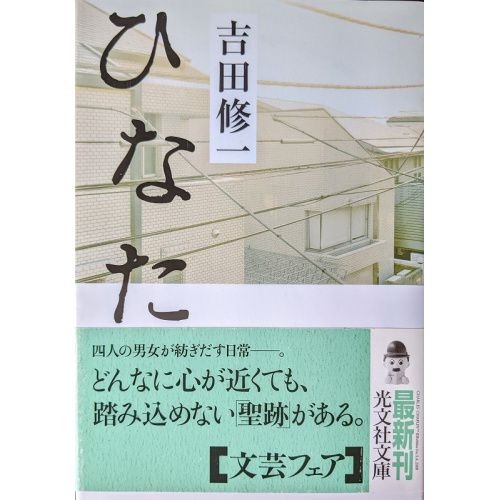 ひなた
吉田修一
四人の男女が紡ぎだす日常──。
どんなに心が近くても、
踏み込めない「聖跡」がある。
【文芸フェア】
最新刊
光文社文庫